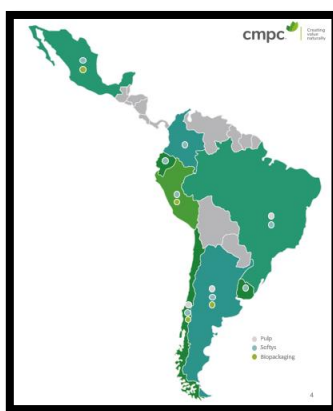 cmpc
Creating
value
naturally
Pulp
Softys
Biopackaging
4